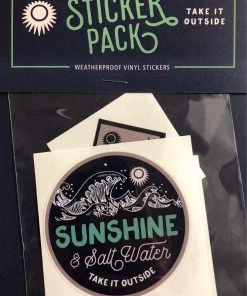 STICKER
PACK
TAKE IT
OUTSIDE
WEATHERPROOF VINYL STICKERS
SUNSHINE
& Salt Water
TAKE IT OUTSIDE